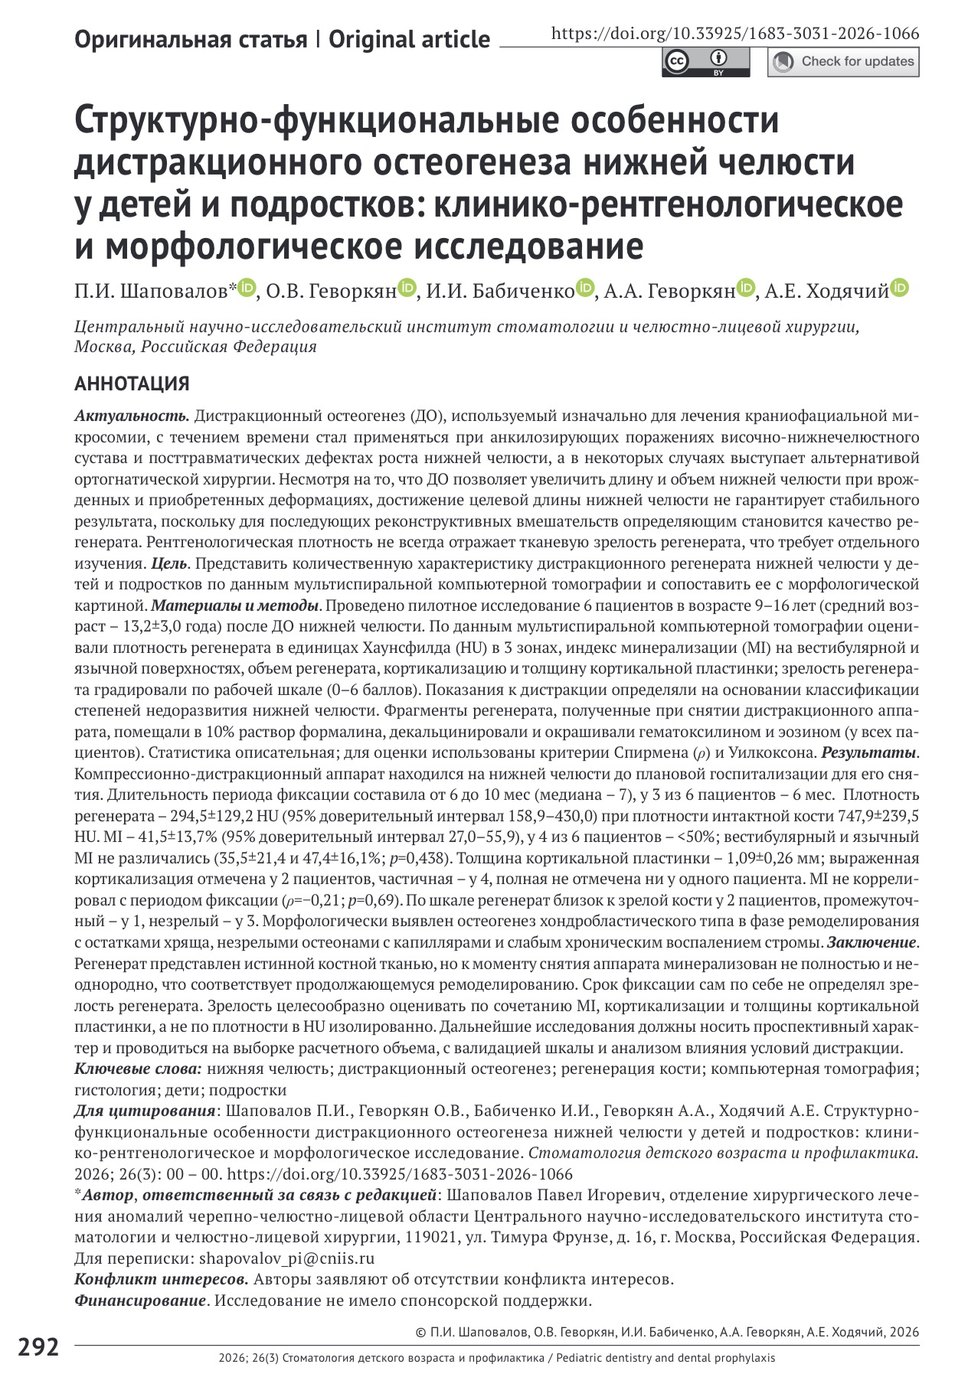 Оригинальная статья | Original article
https://doi.org/10.33925/1683-3031-2026-1066
cc BY
Check for updates
Структурно-функциональные особенности
дистракционного остеогенеза нижней челюсти
у детей и подростков: клинико-рентгенологическое
и морфологическое исследование
П.И. Шаповалов* iD, О.В. Геворкян iD, И.И. Бабиченко iD, А.А. Геворкян iD, А.Е. Ходячий iD
Центральный научно-исследовательский институт стоматологии и челюстно-лицевой хирургии,
Москва, Российская Федерация
АННОТАЦИЯ
Актуальность. Дистракционный остеогенез (ДО), используемый изначально для лечения краниофациальной ми-
кросомии, с течением времени стал применяться при анкилозирующих поражениях височно-нижнечелюстного
сустава и посттравматических дефектах роста нижней челюсти, а в некоторых случаях выступает альтернативой
ортогнатической хирургии. Несмотря на то, что ДО позволяет увеличить длину и объем нижней челюсти при врож-
денных и приобретенных деформациях, достижение целевой длины нижней челюсти не гарантирует стабильного
результата, поскольку для последующих реконструктивных вмешательств определяющим становится качество ре-
генерата. Рентгенологическая плотность не всегда отражает тканевую зрелость регенерата, что требует отдельного
изучения. Цель. Представить количественную характеристику дистракционного регенерата нижней челюсти у де-
тей и подростков по данным мультиспиральной компьютерной томографии и сопоставить ее с морфологической
картиной. Материалы и методы. Проведено пилотное исследование 6 пациентов в возрасте 9–16 лет (средний воз-
раст – 13,2±3,0 года) после ДО нижней челюсти. По данным мультиспиральной компьютерной томографии оцени-
вали плотность регенерата в единицах Хаунсфилда (HU) в 3 зонах, индекс минерализации (MI) на вестибулярной и
язычной поверхностях, объем регенерата, кортикализацию и толщину кортикальной пластинки; зрелость регенера-
та градировали по рабочей шкале (0–6 баллов). Показания к дистракции определяли на основании классификации
степеней недоразвития нижней челюсти. Фрагменты регенерата, полученные при снятии дистракционного аппа-
рата, помещали в 10% раствор формалина, декальцинировали и окрашивали гематоксилином и эозином (у всех па-
циентов). Статистика описательная; для оценки использованы критерии Спирмена (ρ) и Уилкоксона. Результаты.
Компрессионно-дистракционный аппарат находился на нижней челюсти до плановой госпитализации для его сня-
тия. Длительность периода фиксации составила от 6 до 10 мес (медиана – 7), у 3 из 6 пациентов – 6 мес. Плотность
регенерата – 294,5±129,2 HU (95% доверительный интервал 158,9–430,0) при плотности интактной кости 747,9±239,5
HU. MI – 41,5±13,7% (95% доверительный интервал 27,0–55,9), у 4 из 6 пациентов – <50%; вестибулярный и язычный
MI не различались (35,5±21,4 и 47,4±16,1%; p=0,438). Толщина кортикальной пластинки – 1,09±0,26 мм; выраженная
кортикализация отмечена у 2 пациентов, частичная – у 4, полная не отмечена ни у одного пациента. MI не коррели-
ровал с периодом фиксации (ρ=−0,21; p=0,69). По шкале регенерат близок к зрелой кости у 2 пациентов, промежуточ-
ный – у 1, незрелый – у 3. Морфологически выявлен остеогенез хондробластического типа в фазе ремоделирования
с остатками хряща, незрелыми остеонами с капиллярами и слабым хроническим воспалением стромы. Заключение.
Регенерат представлен истинной костной тканью, но к моменту снятия аппарата минерализован не полностью и не-
однородно, что соответствует продолжающемуся ремоделированию. Срок фиксации сам по себе не определял зре-
лость регенерата. Зрелость целесообразно оценивать по сочетанию MI, кортикализации и толщины кортикальной
пластинки, а не по плотности в HU изолированно. Дальнейшие исследования должны носить проспективный харак-
тер и проводиться на выборке расчетного объема, с валидацией шкалы и анализом влияния условий дистракции.
Ключевые слова: нижняя челюсть; дистракционный остеогенез; регенерация кости; компьютерная томография;
гистология; дети; подростки
Для цитирования: Шаповалов П.И., Геворкян О.В., Бабиченко И.И., Геворкян А.А., Ходячий А.Е. Структурно-
функциональные особенности дистракционного остеогенеза нижней челюсти у детей и подростков: клини-
ко-рентгенологическое и морфологическое исследование. Стоматология детского возраста и профилактика.
2026; 26(3): 00 – 00. https://doi.org/10.33925/1683-3031-2026-1066
*Автор, ответственный за связь с редакцией: Шаповалов Павел Игоревич, отделение хирургического лече-
ния аномалий черепно-челюстно-лицевой области Центрального научно-исследовательского института сто-
матологии и челюстно-лицевой хирургии, 119021, ул. Тимура Фрунзе, д. 16, г. Москва, Российская Федерация.
Для переписки: shapovalov_pi@cniis.ru
Конфликт интересов. Авторы заявляют об отсутствии конфликта интересов.
Финансирование. Исследование не имело спонсорской поддержки.
© П.И. Шаповалов, О.В. Геворкян, И.И. Бабиченко, А.А. Геворкян, А.Е. Ходячий, 2026
292
2026; 26(3) Стоматология детского возраста и профилактика / Pediatric dentistry and dental prophylaxis